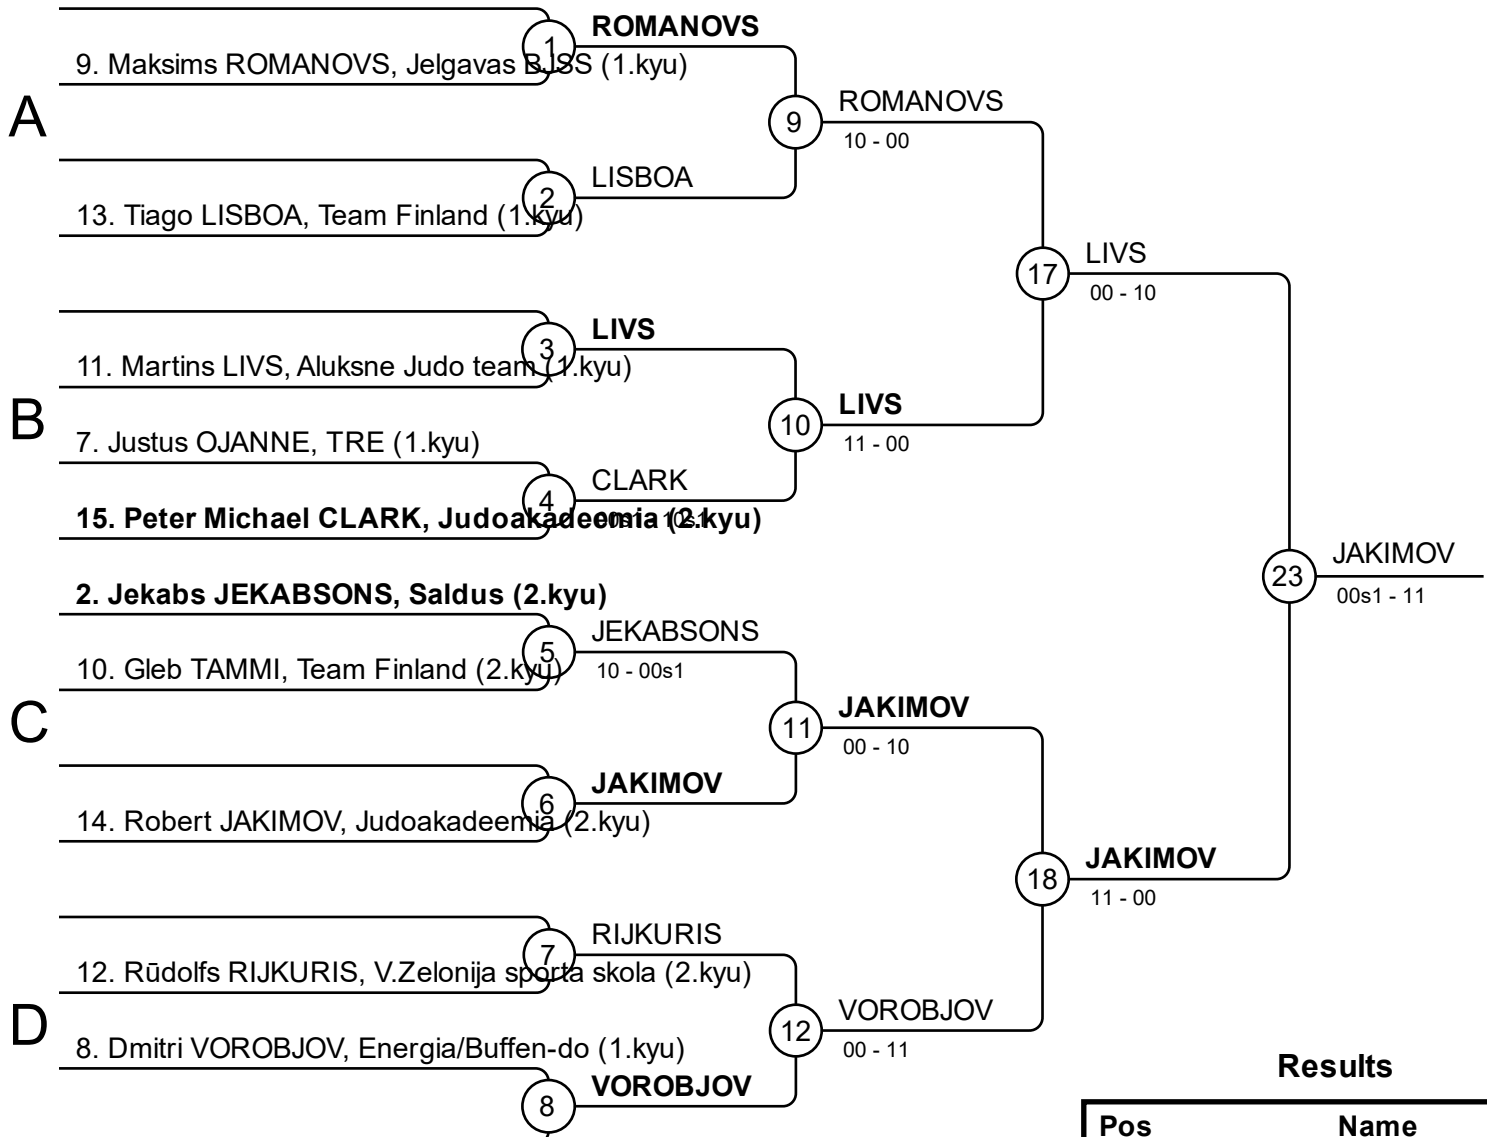 ROMANOVS
1
9. Maksims ROMANOVS, Jelgavas BJSS (1.kyu)
A
ROMANOVS
9
10 - 00
LISBOA
2
13. Tiago LISBOA, Team Finland (1.kyu)
LIVS
17
00 - 10
LIVS
3
11. Martins LIVS, Aluksne Judo team (1.kyu)
B
LIVS
10
11 - 00
7. Justus OJANNE, TRE (1.kyu)
CLARK
4
15. Peter Michael CLARK, Judoakadeemia (2.kyu)
JAKIMOV
23
00s1 - 11
2. Jekabs JEKABSONS, Saldus (2.kyu)
JEKABSONS
5
10. Gleb TAMMI, Team Finland (2.kyu)
10 - 00s1
C
JAKIMOV
11
00 - 10
JAKIMOV
6
14. Robert JAKIMOV, Judoakadeemia (2.kyu)
JAKIMOV
18
11 - 00
RIJKURIS
7
12. Rūdolfs RIJKURIS, V.Zelonija sporta skola (2.kyu)
D
VOROBJOV
12
00 - 11
8. Dmitri VOROBJOV, Energia/Buffen-do (1.kyu)
VOROBJOV
8
Results
Pos Name